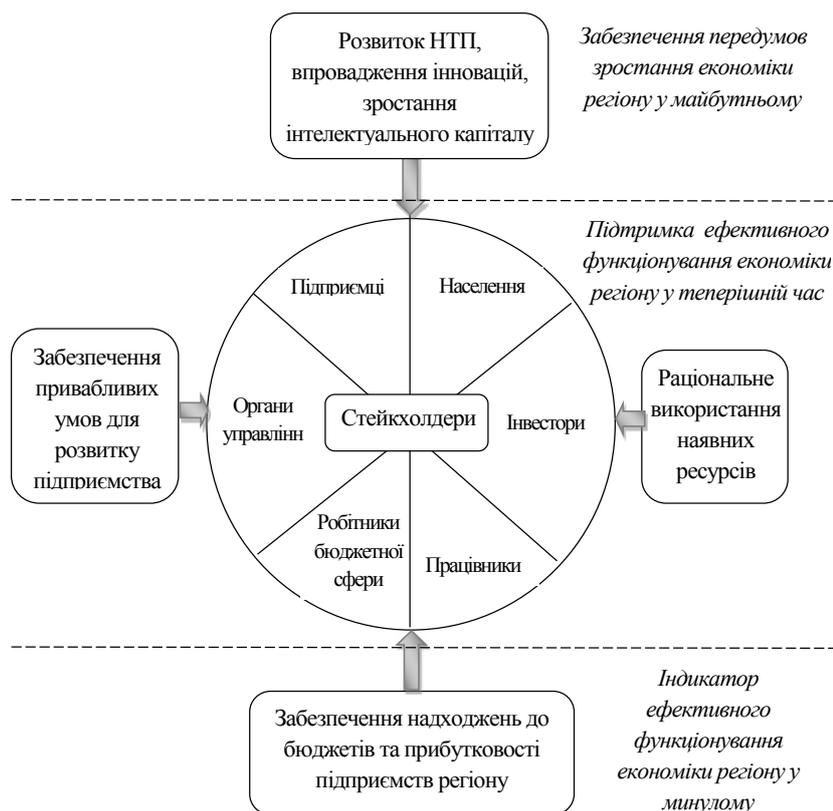 Розвиток НТП,
впровадження інновацій,
зростання
інтелектуального капіталу
Забезпечення передумов
зростання економіки
регіону у майбутньому
Підтримка ефективного
функціонування економіки
регіону у теперішній час
Підприємці
Населення
Забезпечення
привабливих
умов для
розвитку
підприємства
Органи
управлінн
Стейкхолдери
Інвестори
Раціональне
використання
наявних
ресурсів
Робітники
бюджетної
сфери
Працівники
Забезпечення надходжень до
бюджетів та прибутковості
підприємств регіону
Індикатор
ефективного
функціонування
економіки регіону у
минулому